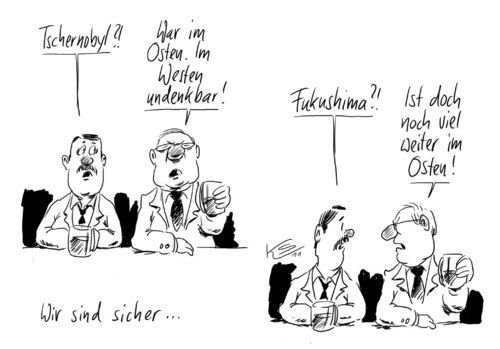 Tschernobyl?!
War im
Osten. Im
Westen
undenkbar!
Fukushima?!
Ist doch
noch viel
weiter im
Osten!
Wir sind sicher...